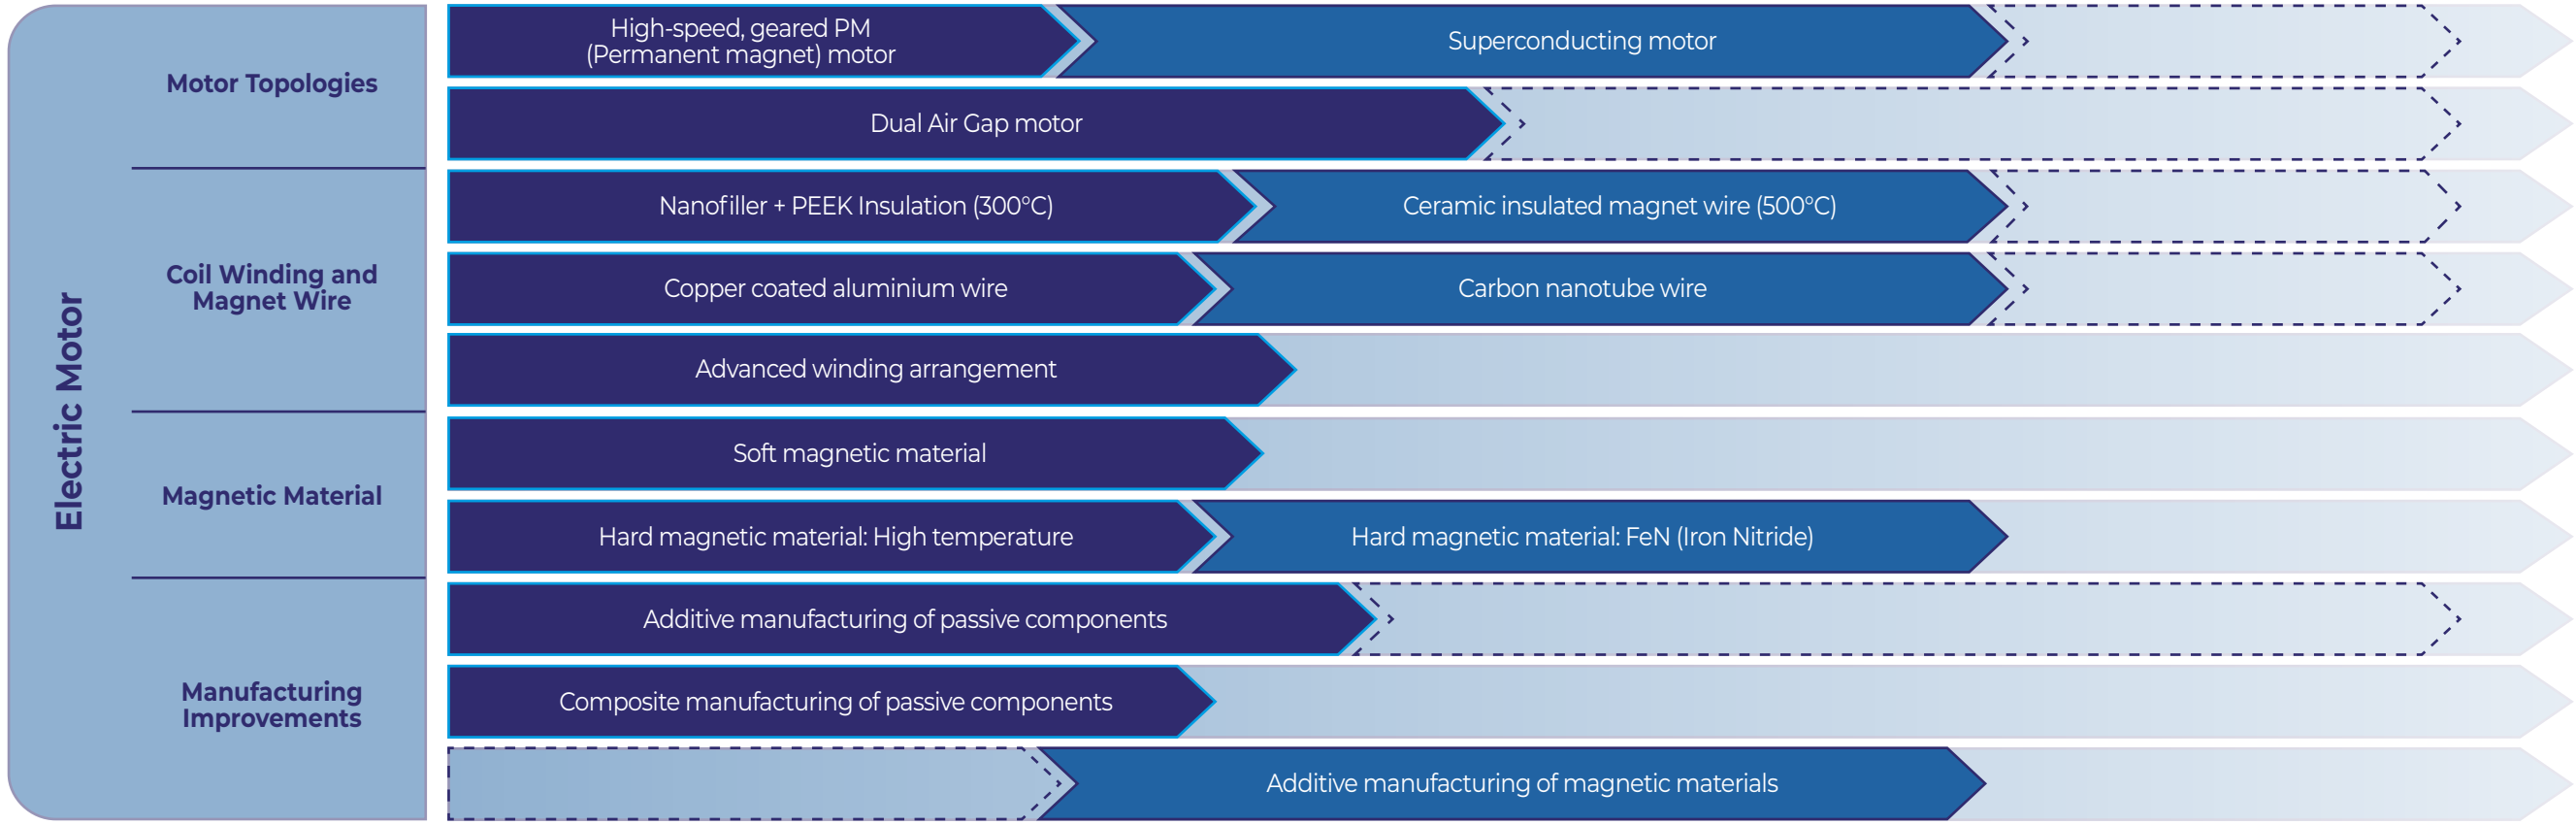 Electric Motor
Motor Topologies
High-speed, geared PM
(Permanent magnet) motor
Superconducting motor
Dual Air Gap motor
Coil Winding and
Magnet Wire
Nanofiller + PEEK Insulation (300°C)
Ceramic insulated magnet wire (500°C)
Copper coated aluminium wire
Carbon nanotube wire
Advanced winding arrangement
Magnetic Material
Soft magnetic material
Hard magnetic material: High temperature
Hard magnetic material: FeN (Iron Nitride)
Manufacturing
Improvements
Additive manufacturing of passive components
Composite manufacturing of passive components
Additive manufacturing of magnetic materials